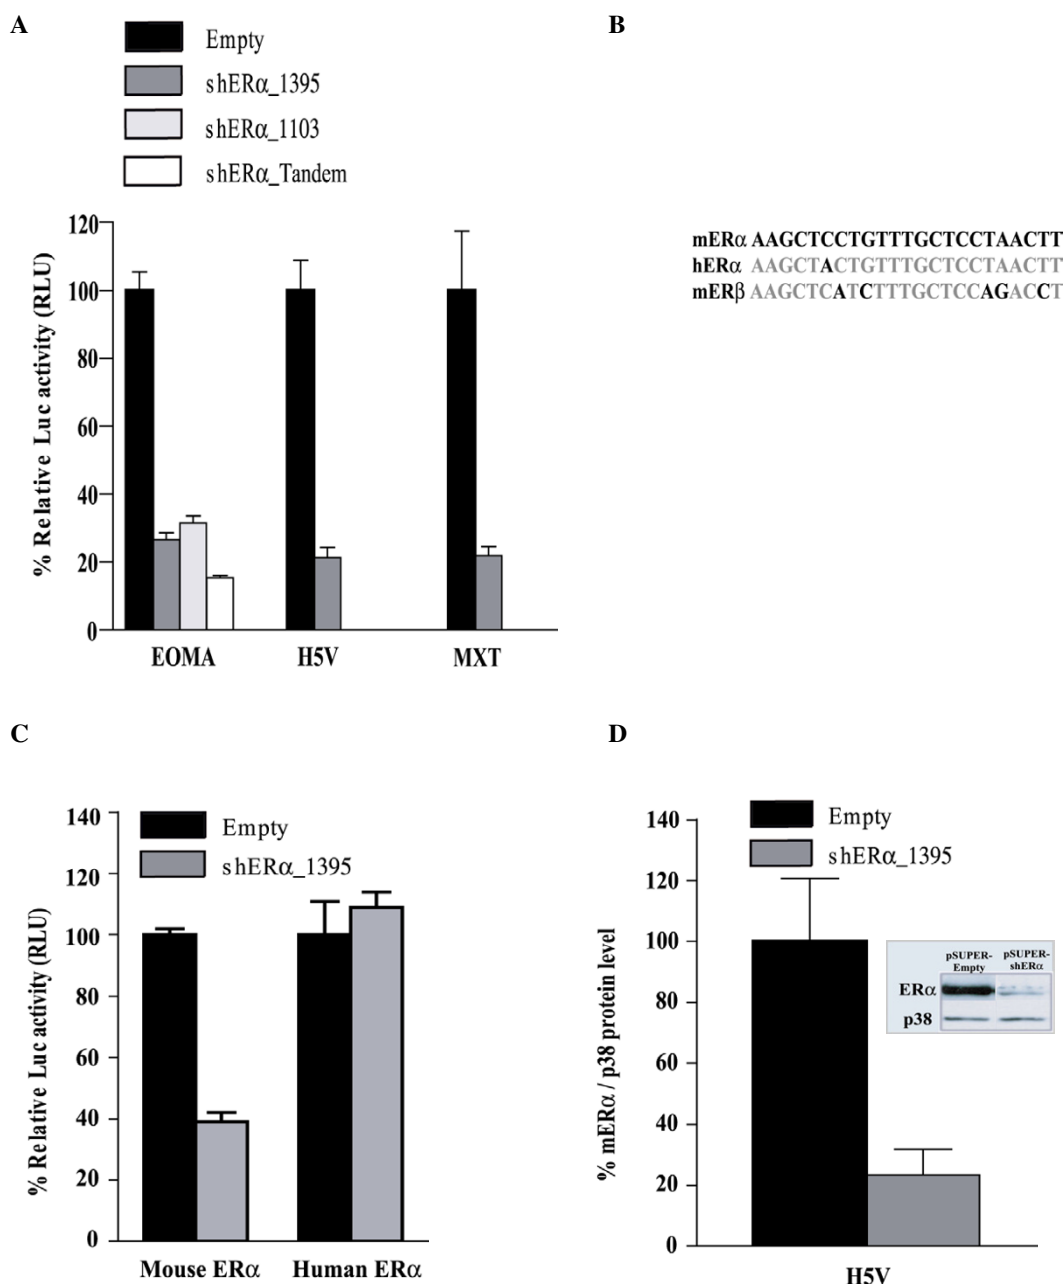 A
Empty
shERα_1395
shERα_1103
shERα_Tandem
% Relative Luc activity (RLU)
120
100
80
60
40
20
0
EOMA H5V MXT
B
mERα AAGCTCCTGTTTGCTCCTAACTT
hERα AAGCTACTGTTTGCTCCTAACTT
mERβ AAGCTCATCTTTGCTCCAGACCT
C
Empty
shERα_1395
% Relative Luc activity (RLU)
140
120
100
80
60
40
20
0
Mouse ERα Human ERα
D
Empty
shERα_1395
% mERα / p38 protein level
140
120
100
80
60
40
20
0
pSUPER-Empty pSUPER-shERα
ERα
p38
H5V